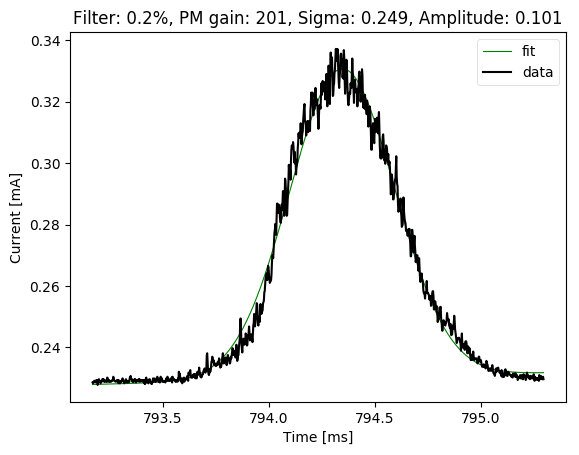 Filter: 0.2%, PM gain: 201, Sigma: 0.249, Amplitude: 0.101
fit
data
0.34
0.32
0.30
0.28
0.26
0.24
Current [mA]
793.5
794.0
794.5
795.0
Time [ms]